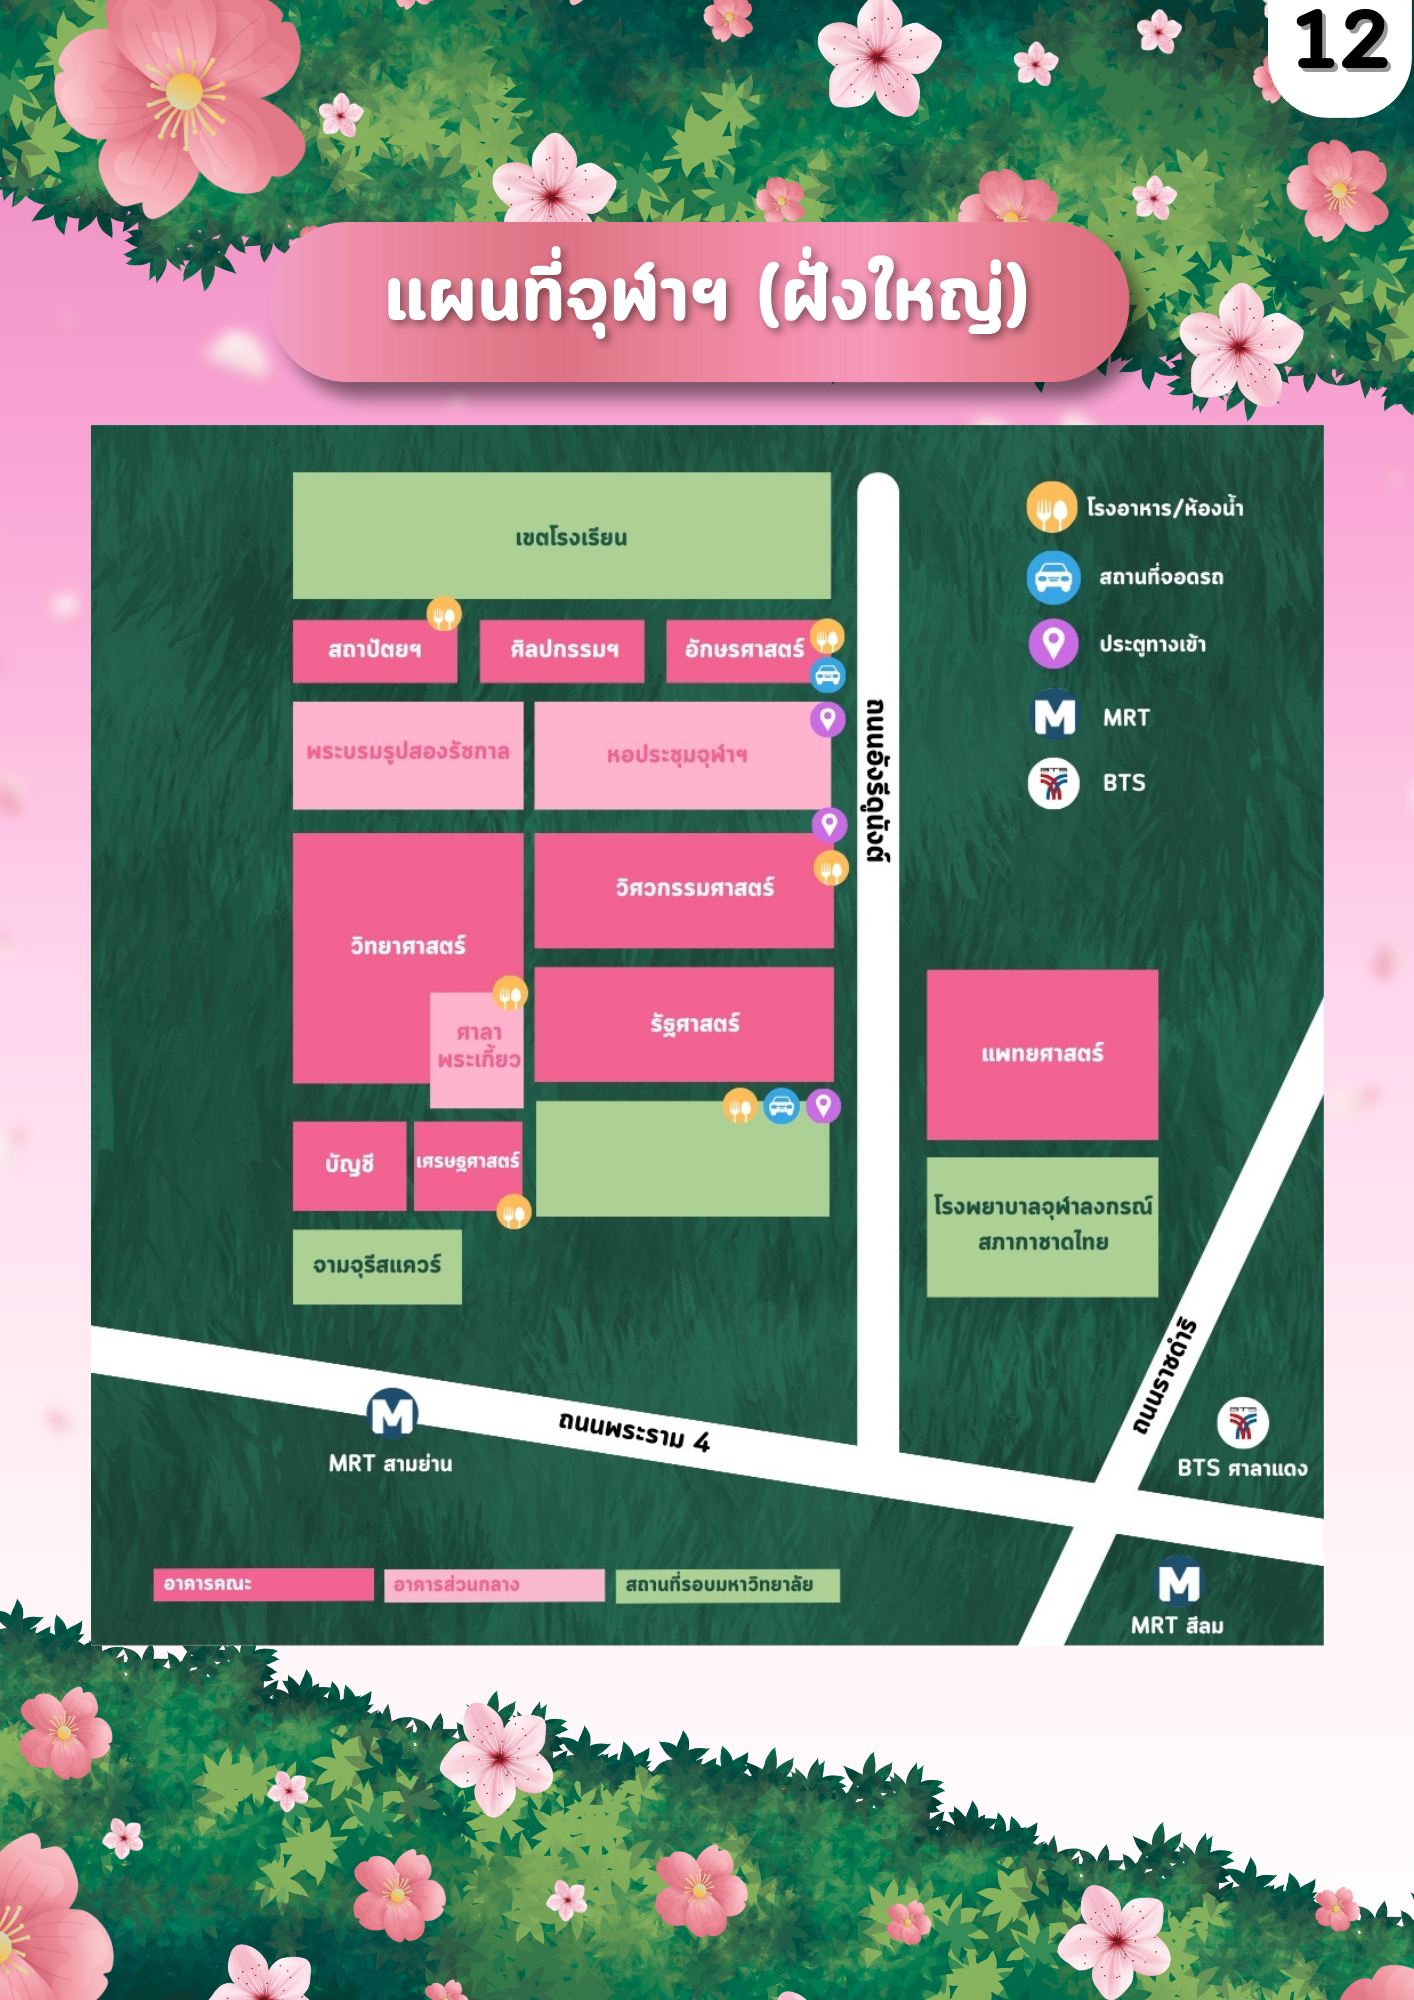 12
แผนที่จุฬาฯ (ฝั่งใหญ่)
เขตโรงเรียน
โรงอาหาร/ห้องน้ำ
สถานที่จอดรถ
ประตูทางเข้า
MRT
BTS
สถาปัตยฯ
ศิลปกรรมฯ
อักษรศาสตร์
พระบรมรูปสองรัชกาล
หอประชุมจุฬาฯ
ถนนอังรีดูนังต์
วิศวกรรมศาสตร์
วิทยาศาสตร์
รัฐศาสตร์
ศาลา
พระเกี้ยว
แพทยศาสตร์
บัญชี
เศรษฐศาสตร์
โรงพยาบาลจุฬาลงกรณ์
สภากาชาดไทย
จามจุรีสแควร์
ถนนราชดำริ
ถนนพระราม 4
MRT สามย่าน
BTS
BTS ศาลาแดง
อาคารคณะ
อาคารส่วนกลาง
สถานที่รอบมหาวิทยาลัย
MRT สีลม